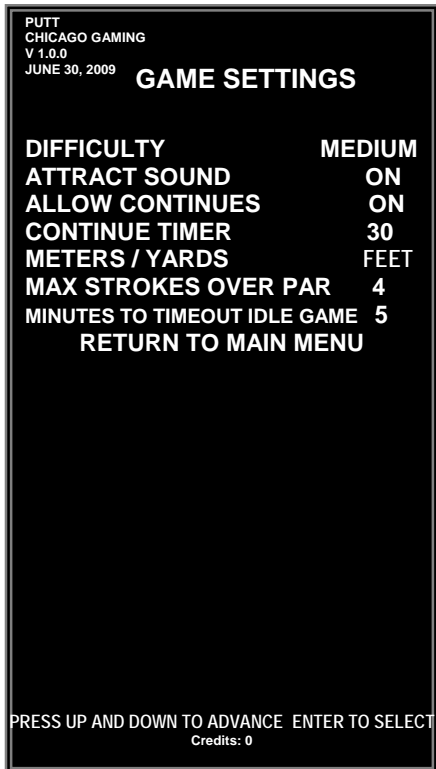 PUTT
CHICAGO GAMING
V 1.0.0
JUNE 30, 2009
GAME SETTINGS
DIFFICULTY MEDIUM
ATTRACT SOUND ON
ALLOW CONTINUES ON
CONTINUE TIMER 30
METERS / YARDS FEET
MAX STROKES OVER PAR 4
MINUTES TO TIMEOUT IDLE GAME 5
RETURN TO MAIN MENU
PRESS UP AND DOWN TO ADVANCE ENTER TO SELECT
Credits: 0